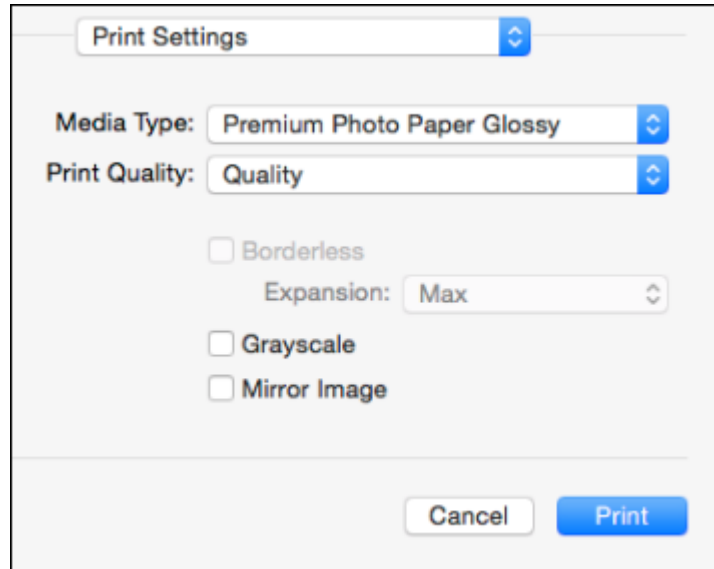 Print Settings
Media Type: Premium Photo Paper Glossy
Print Quality: Quality
Borderless
Expansion: Max
Grayscale
Mirror Image
Cancel Print